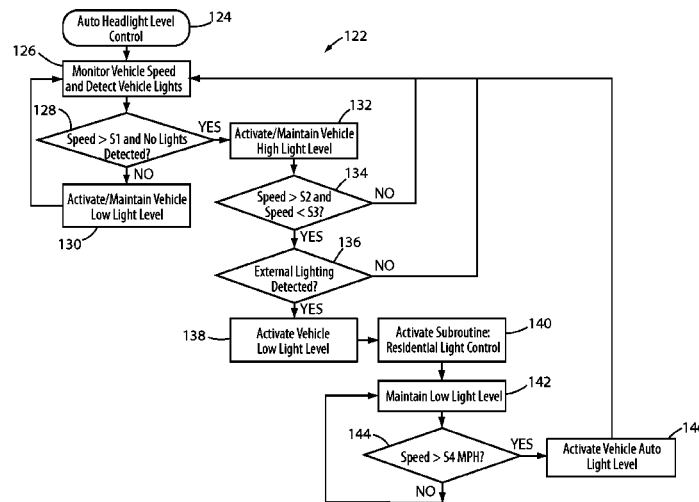 Auto Headlight Level
Control
124
122
126
Monitor Vehicle Speed
and Detect Vehicle Lights
128
Speed > S1 and No Lights
Detected?
YES
NO
132
Activate/Maintain Vehicle
High Light Level
Activate/Maintain Vehicle
Low Light Level
130
134
Speed > S2 and
Speed < S3?
NO
YES
136
External Lighting
Detected?
NO
YES
138
Activate Vehicle
Low Light Level
140
Activate Subroutine:
Residential Light Control
142
Maintain Low Light Level
144
Speed > S4 MPH?
YES
NO
Activate Vehicle Auto
Light Level